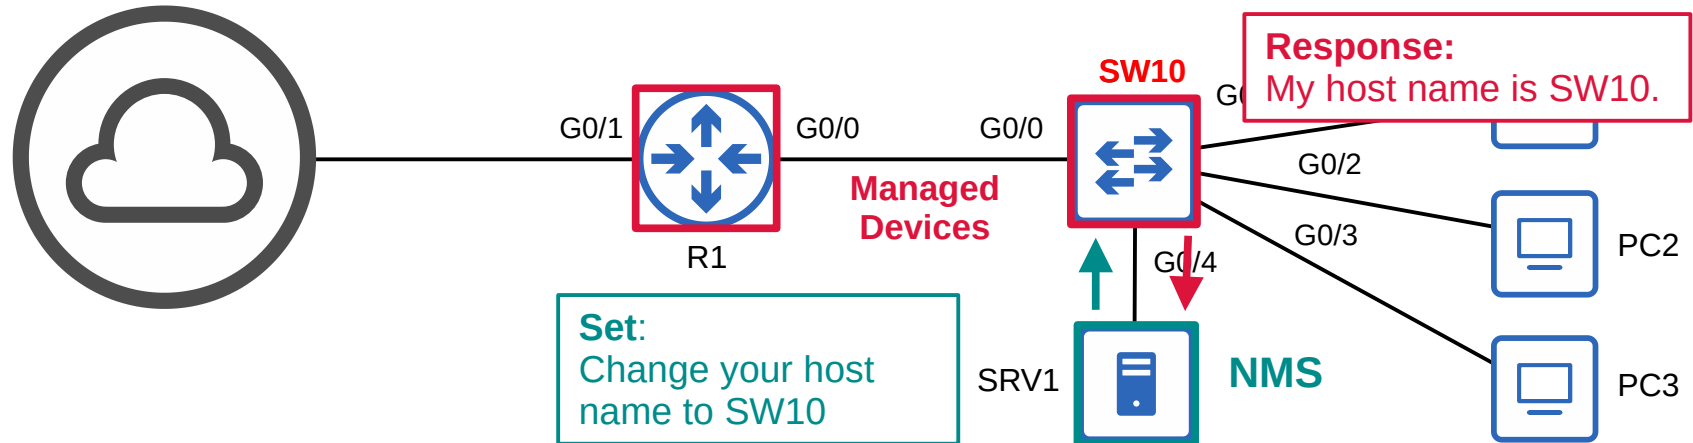 Response:
My host name is SW10.
SW10
G0/1
G0/0
G0/0
G0/2
Managed
Devices
G0/3
PC2
R1
G0/4
Set:
Change your host
name to SW10
SRV1
NMS
PC3